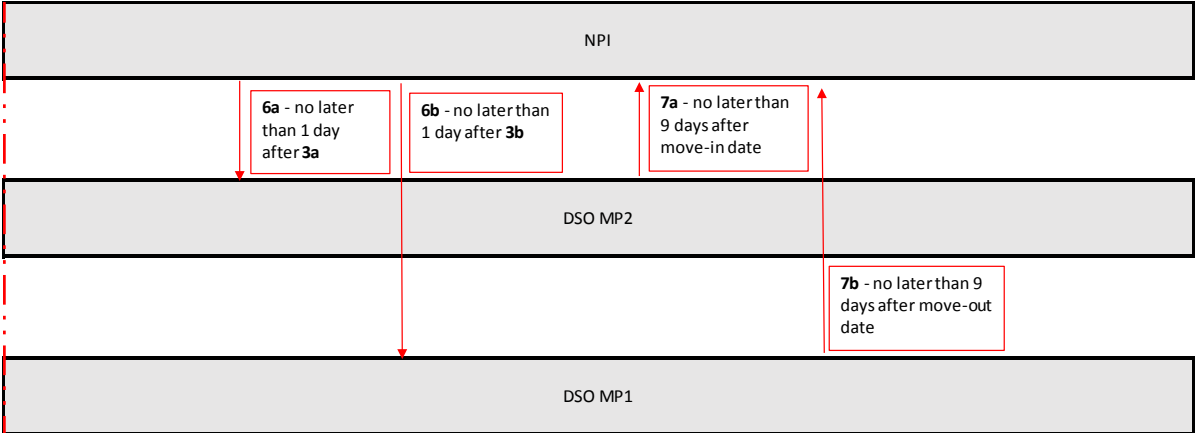 NPI
6a - no later
than 1 day
after 3a
6b - no later than
1 day after 3b
7a - no later than
9 days after
move-in date
DSO MP2
7b - no later than 9
days after move-out
date
DSO MP1